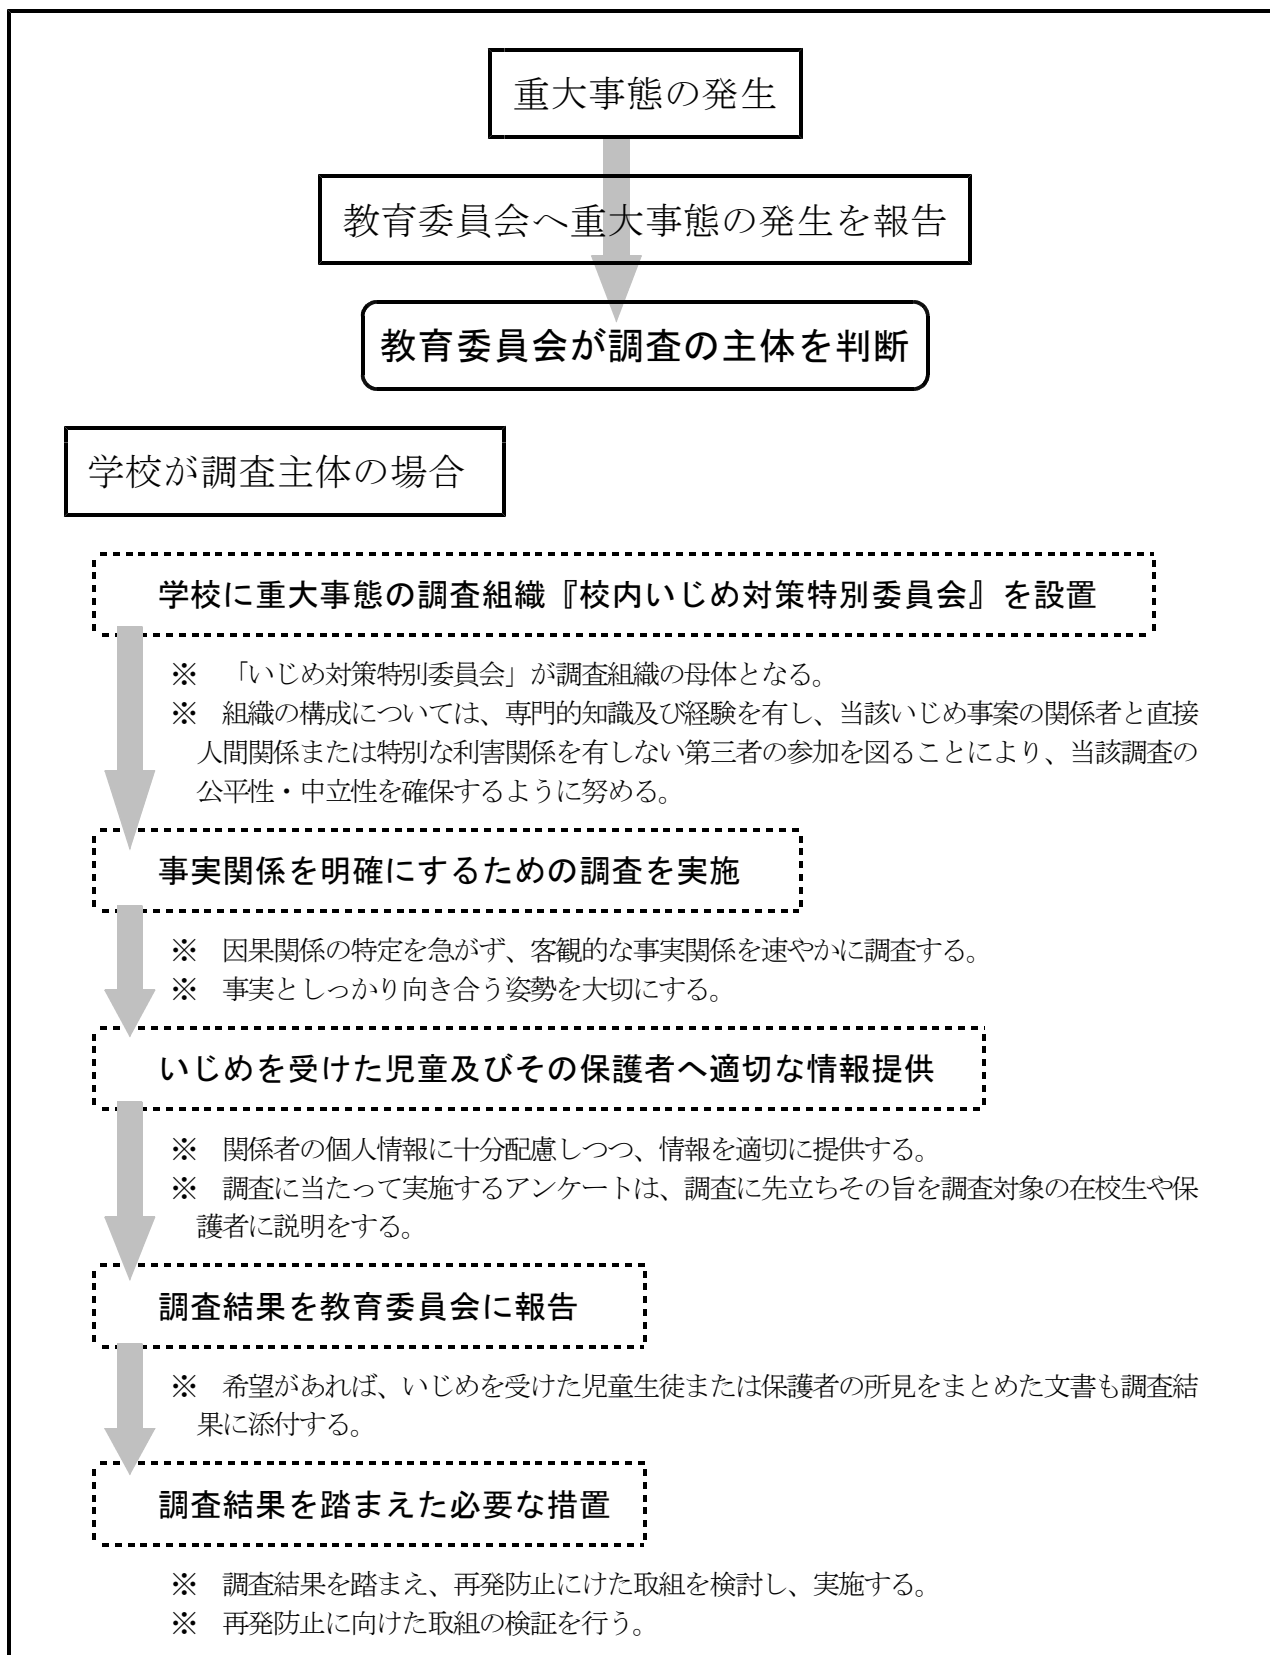 重大事態の発生
教育委員会へ重大事態の発生を報告
教育委員会が調査の主体を判断
学校が調査主体の場合
学校に重大事態の調査組織『校内いじめ対策特別委員会』を設置
※　「いじめ対策特別委員会」が調査組織の母体となる。
※　組織の構成については、専門的知識及び経験を有し、当該いじめ事案の関係者と直接
人間関係または特別な利害関係を有しない第三者の参加を図ることにより、当該調査の
公平性・中立性を確保するように努める。
事実関係を明確にするための調査を実施
※　因果関係の特定を急がず、客観的な事実関係を速やかに調査する。
※　事実としっかり向き合う姿勢を大切にする。
いじめを受けた児童及びその保護者へ適切な情報提供
※　関係者の個人情報に十分配慮しつつ、情報を適切に提供する。
※　調査に当たって実施するアンケートは、調査に先立ちその旨を調査対象の在校生や保
護者に説明をする。
調査結果を教育委員会に報告
※　希望があれば、いじめを受けた児童生徒または保護者の所見をまとめた文書も調査結
果に添付する。
調査結果を踏まえた必要な措置
※　調査結果を踏まえ、再発防止にけた取組を検討し、実施する。
※　再発防止に向けた取組の検証を行う。